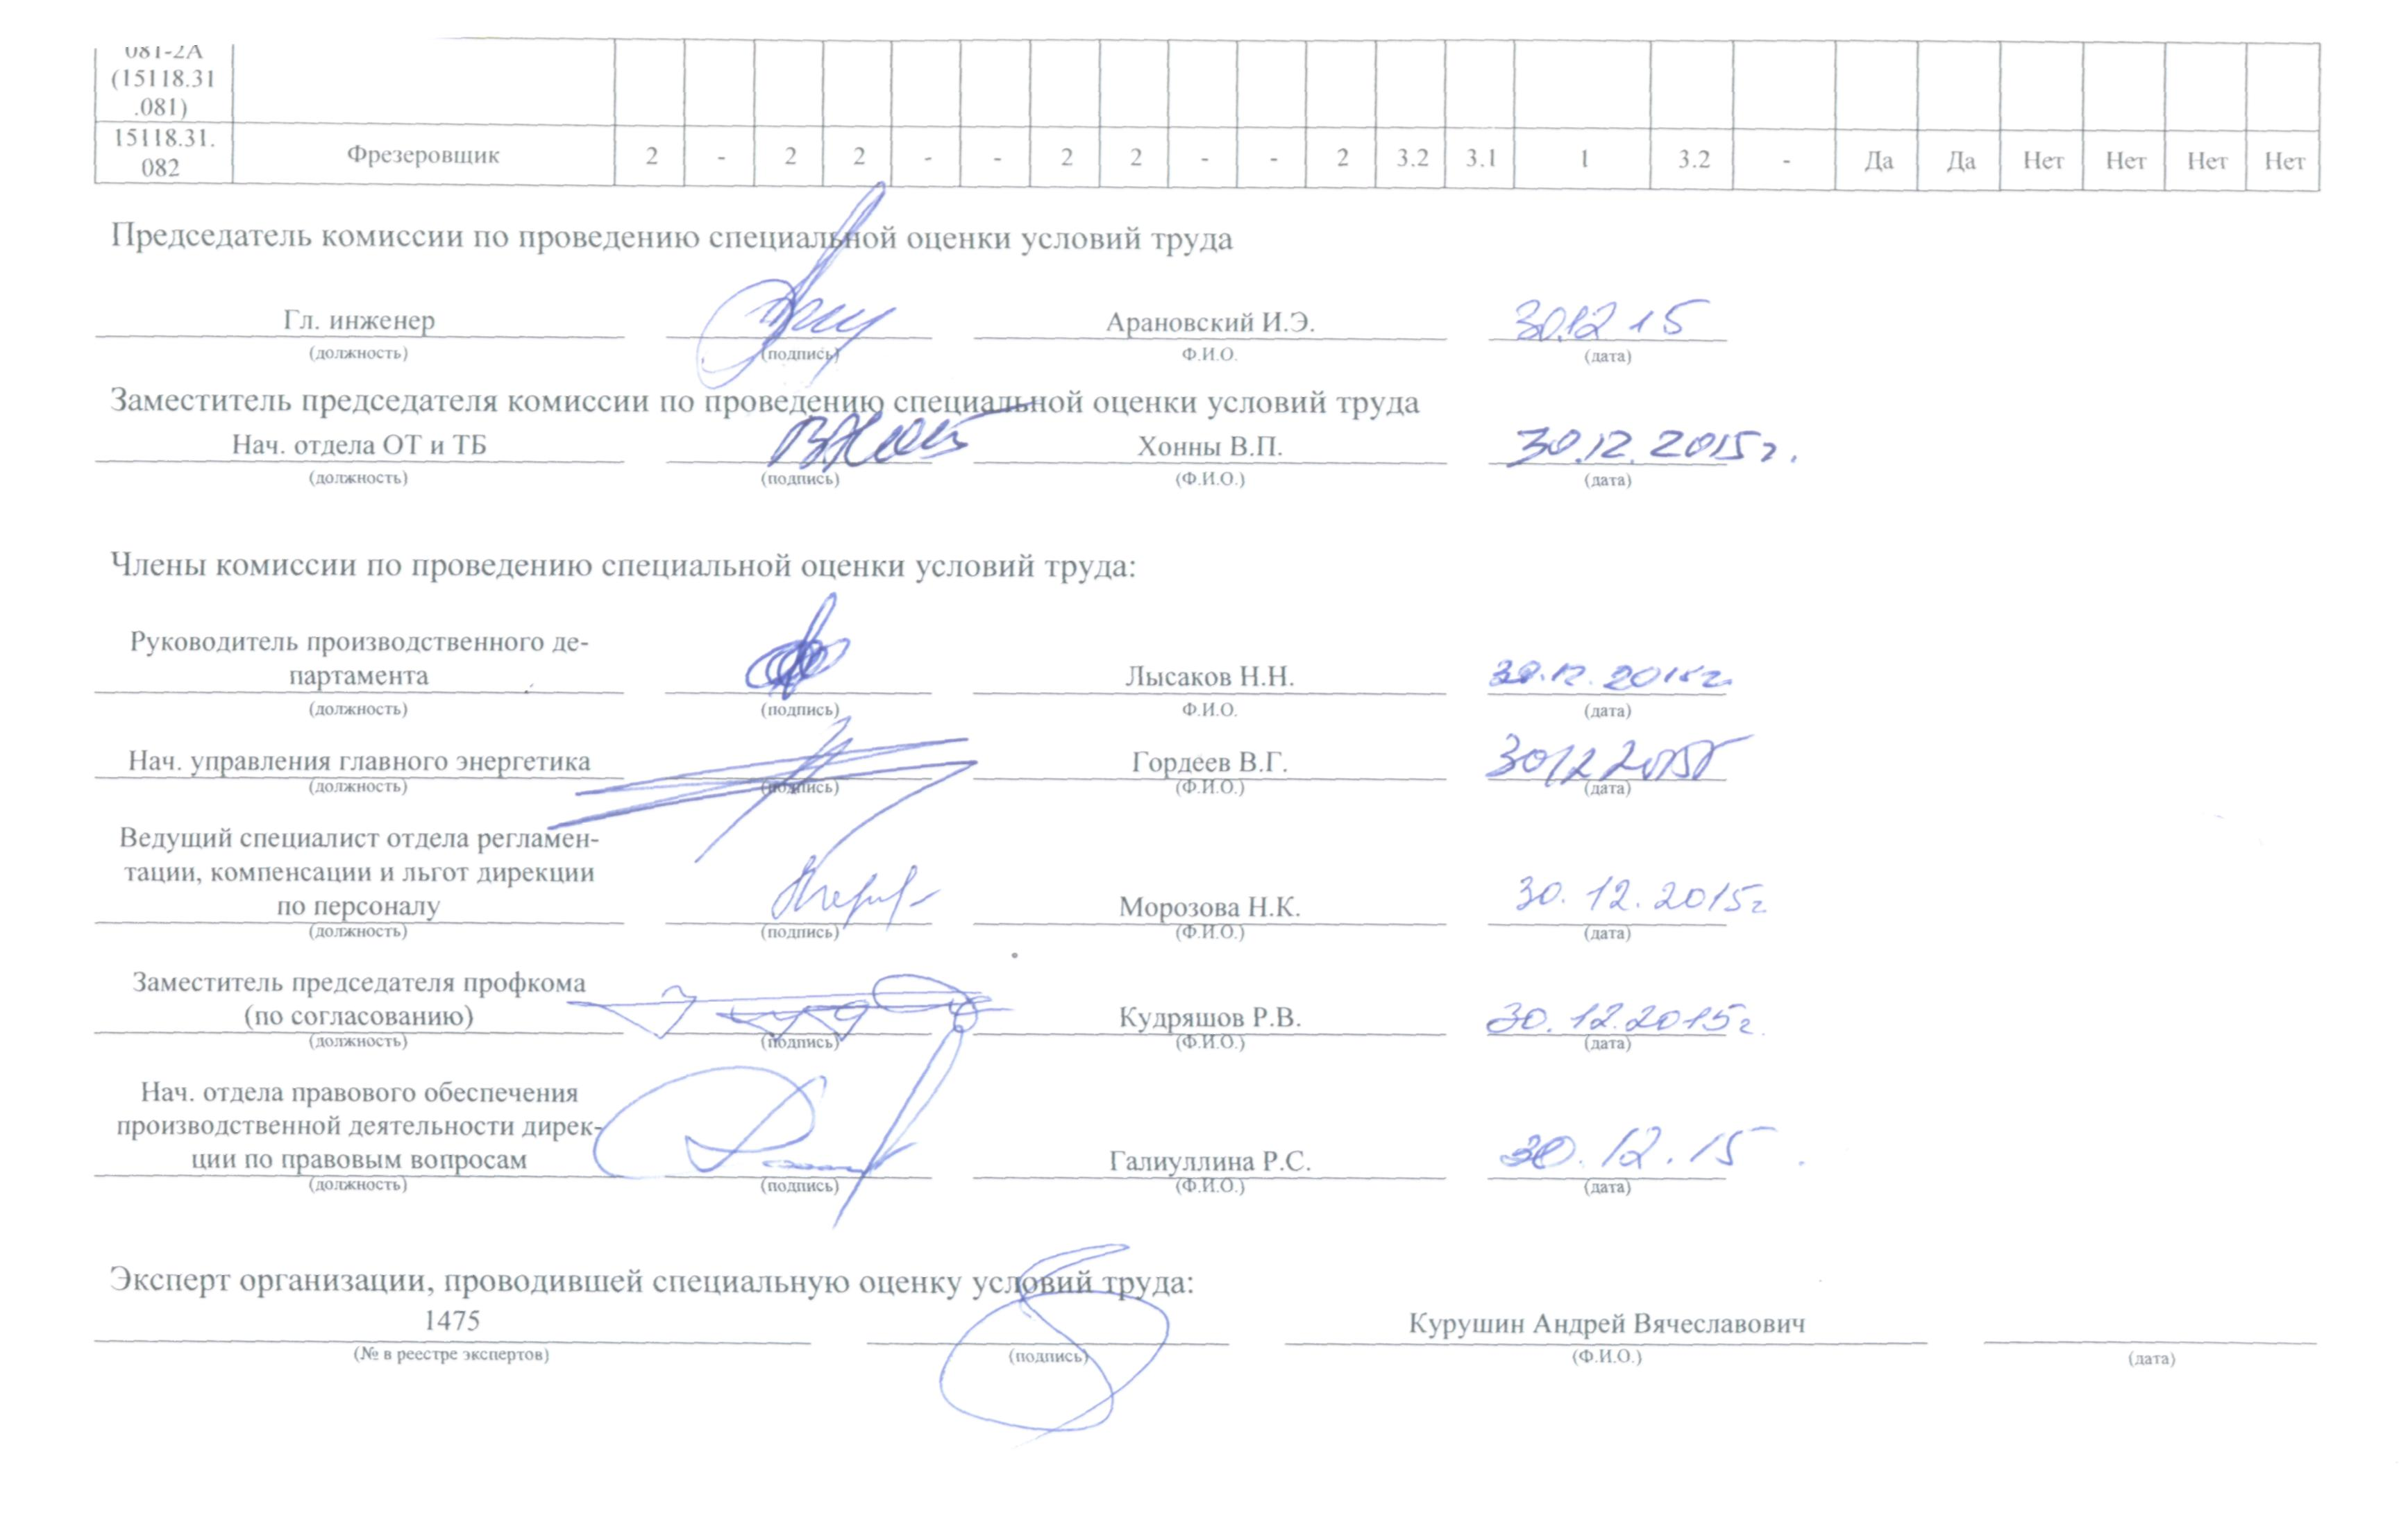 081-2А
(15118.31
.081)
15118.31.
082
Фрезеровщик 2 - 2 2 - - 2 2 - - 2 3.2 3.1 1 3.2 - Да Да Нет Нет Нет Нет
Председатель комиссии по проведению специальной оценки условий труда
Гл. инженер Арановский И.Э. 30.12 15
(должность) (подпись) Ф.И.О. (дата)
Заместитель председателя комиссии по проведению специальной оценки условий труда
Нач. отдела ОТ и ТБ Хонны В.П. 30.12.2015г.
(должность) (подпись) (Ф.И.О.) (дата)
Члены комиссии по проведению специальной оценки условий труда:
Руководитель производственного де-
партамента Лысаков Н.Н. 30.12.2015г
(должность) (подпись) Ф.И.О. (дата)
Нач. управления главного энергетика Гордеев В.Г. 30122015г
(должность) (подпись) (Ф.И.О.) (дата)
Ведущий специалист отдела регламен-
тации, компенсации и льгот дирекции
по персоналу Морозова Н.К. 30.12.2015г
(должность) (подпись) (Ф.И.О.) (дата)
Заместитель председателя профкома
(по согласованию) Кудряшов Р.В. 30.12.2015г.
(должность) (подпись) (Ф.И.О.) (дата)
Нач. отдела правового обеспечения
производственной деятельности дирек-
ции по правовым вопросам Галиуллина Р.С. 30.12.15
(должность) (подпись) (Ф.И.О.) (дата)
Эксперт организации, проводившей специальную оценку условий труда:
1475 Курушин Андрей Вячеславович
(№ в реестре экспертов) (подпись) (Ф.И.О.) (дата)